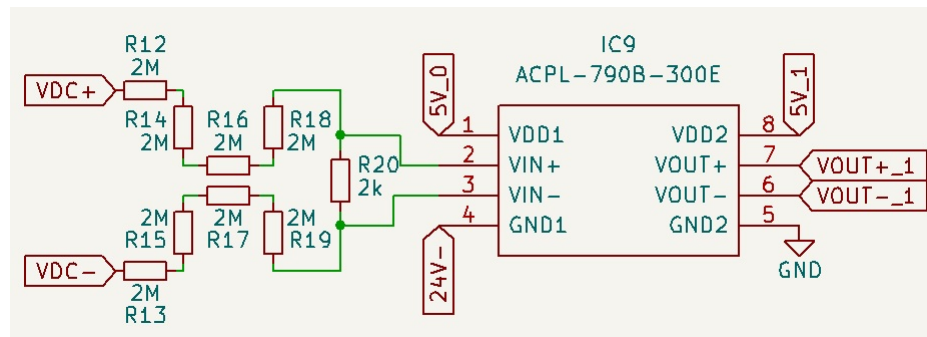 IC9
ACPL-790B-300E
R12
2M
VDC+
R14
2M
R16
2M
R18
2M
R20
2k
5V_0
5V_1
1
VDD1
VDD2
8
2
VIN+
VOUT+
7
VOUT+_1
3
VIN-
VOUT-
6
VOUT-_1
4
GND1
GND2
5
24V-
GND
2M
R15
2M
R17
2M
R19
VDC-
2M
R13